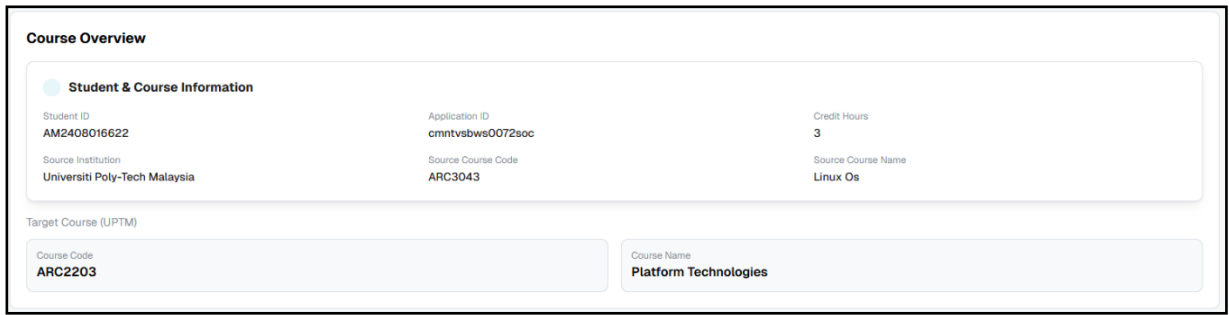 Course Overview
Student & Course Information
Student ID
AM2408016622
Application ID
cmntvsbws0072soc
Credit Hours
3
Source Institution
Universiti Poly-Tech Malaysia
Source Course Code
ARC3043
Source Course Name
Linux Os
Target Course (UPTM)
Course Code
ARC2203
Course Name
Platform Technologies